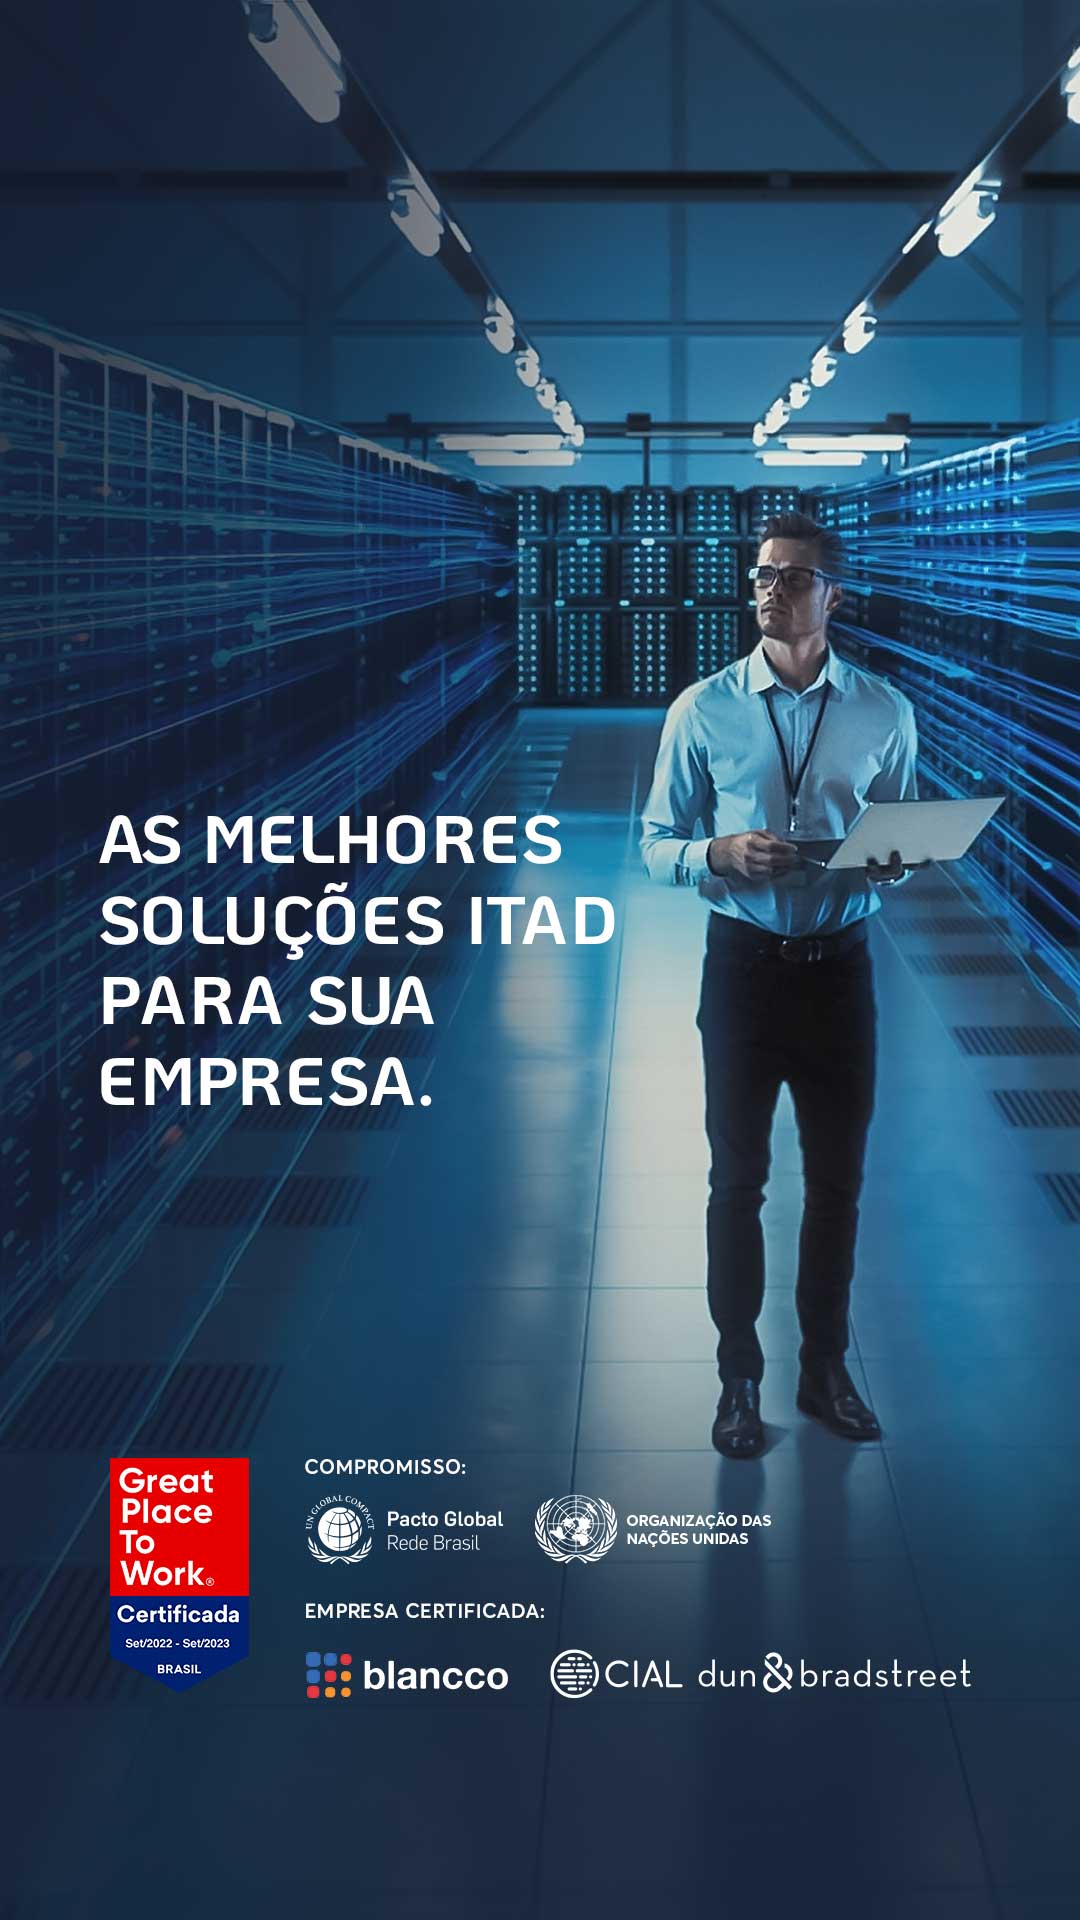 AS MELHORES
SOLUÇÕES ITAD
PARA SUA
EMPRESA.
Great
Place
To
Work®
Certificada
Set/2022 - Set/2023
BRASIL
COMPROMISSO:
UN GLOBAL COMPACT
Pacto Global
Rede Brasil
ORGANIZAÇÃO DAS
NAÇÕES UNIDAS
EMPRESA CERTIFICADA:
blancco
CIAL dun & bradstreet